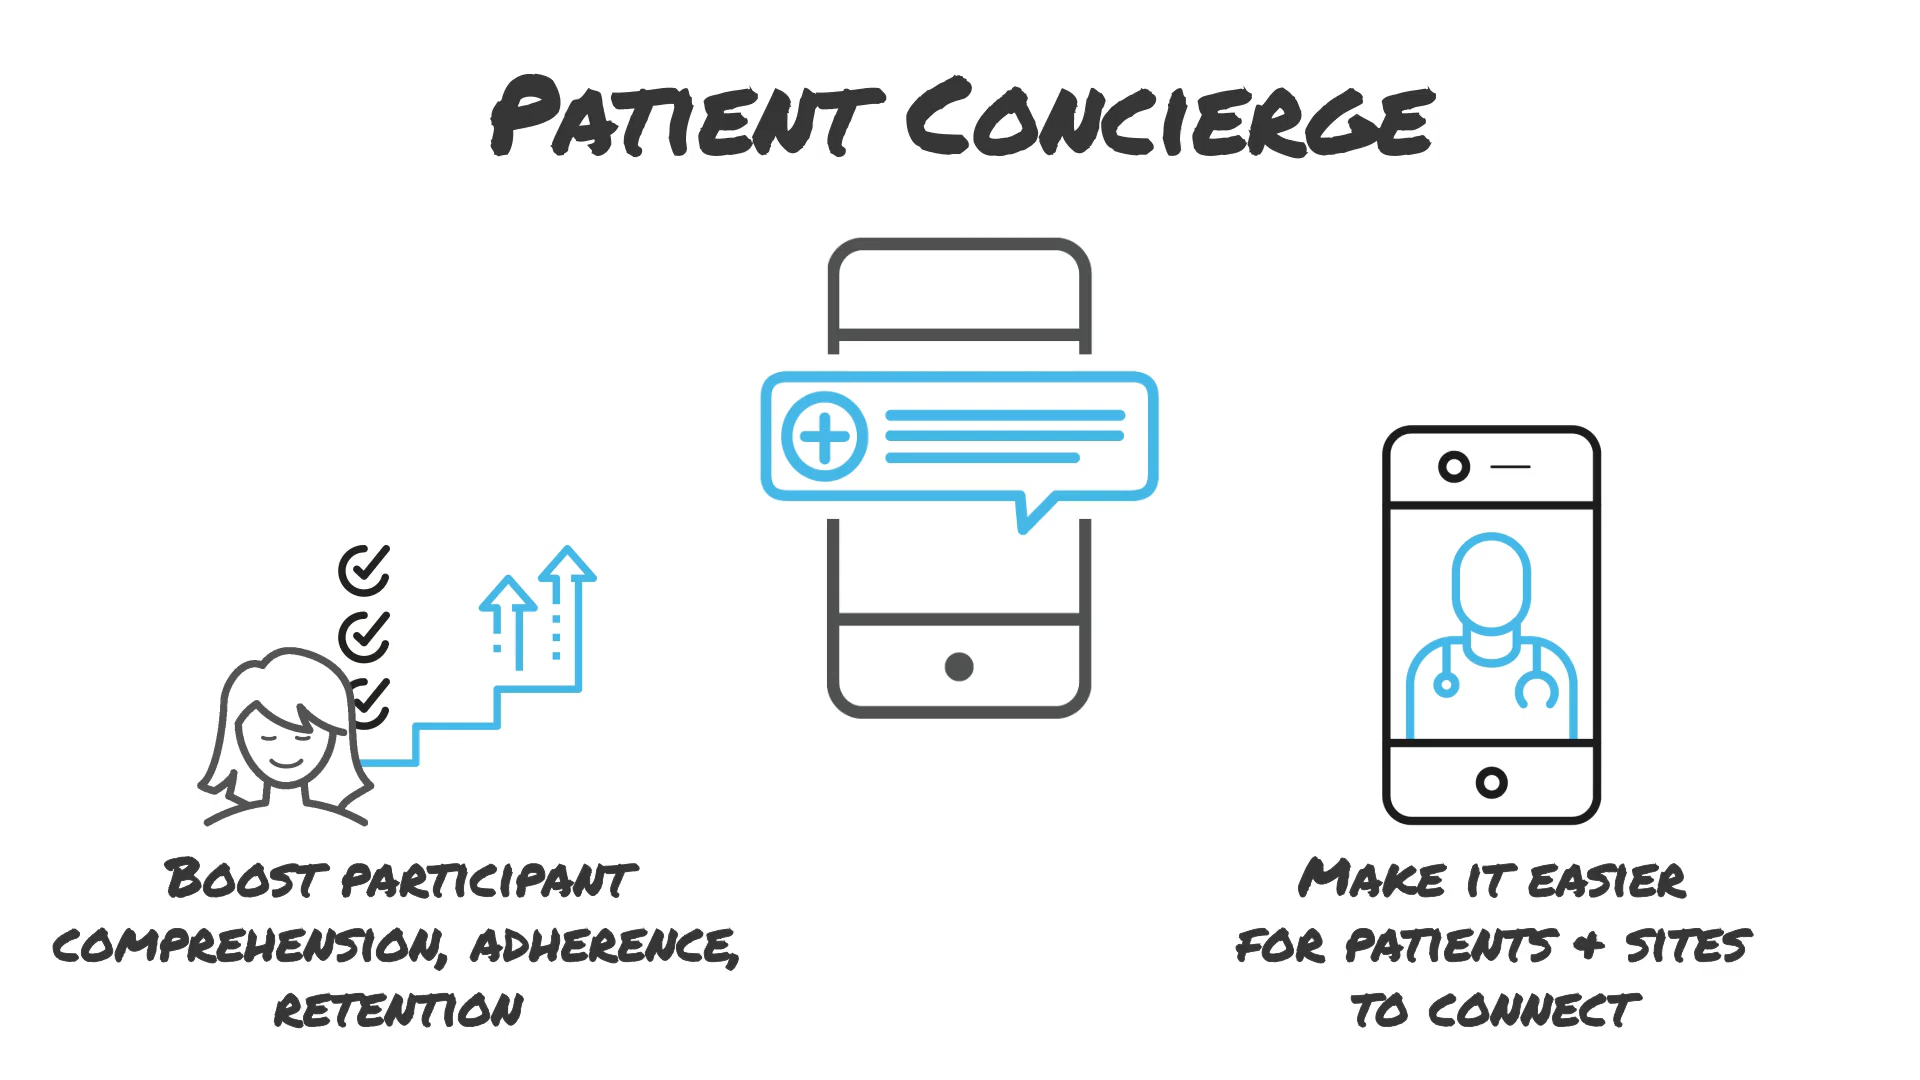 Patient Concierge
Boost participant
comprehension, adherence,
retention
Make it easier
for patients & sites
to connect